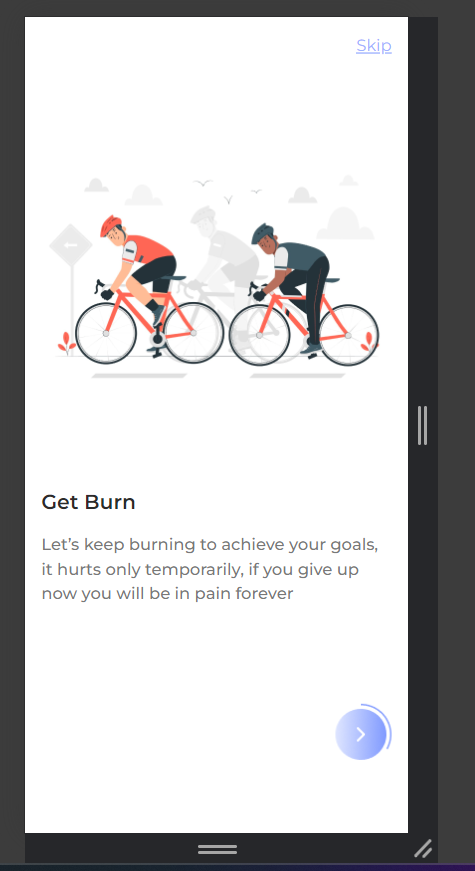 Skip
Get Burn
Let’s keep burning to achieve your goals,
it hurts only temporarily, if you give up
now you will be in pain forever